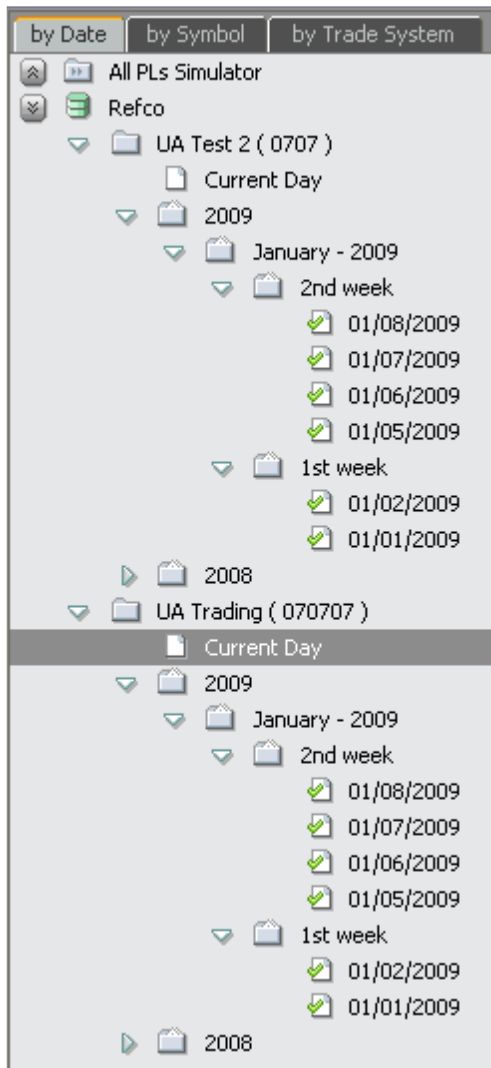 by Date by Symbol by Trade System
All PLs Simulator
Refco
UA Test 2 ( 0707 )
Current Day
2009
January - 2009
2nd week
01/08/2009
01/07/2009
01/06/2009
01/05/2009
1st week
01/02/2009
01/01/2009
2008
UA Trading ( 070707 )
Current Day
2009
January - 2009
2nd week
01/08/2009
01/07/2009
01/06/2009
01/05/2009
1st week
01/02/2009
01/01/2009
2008